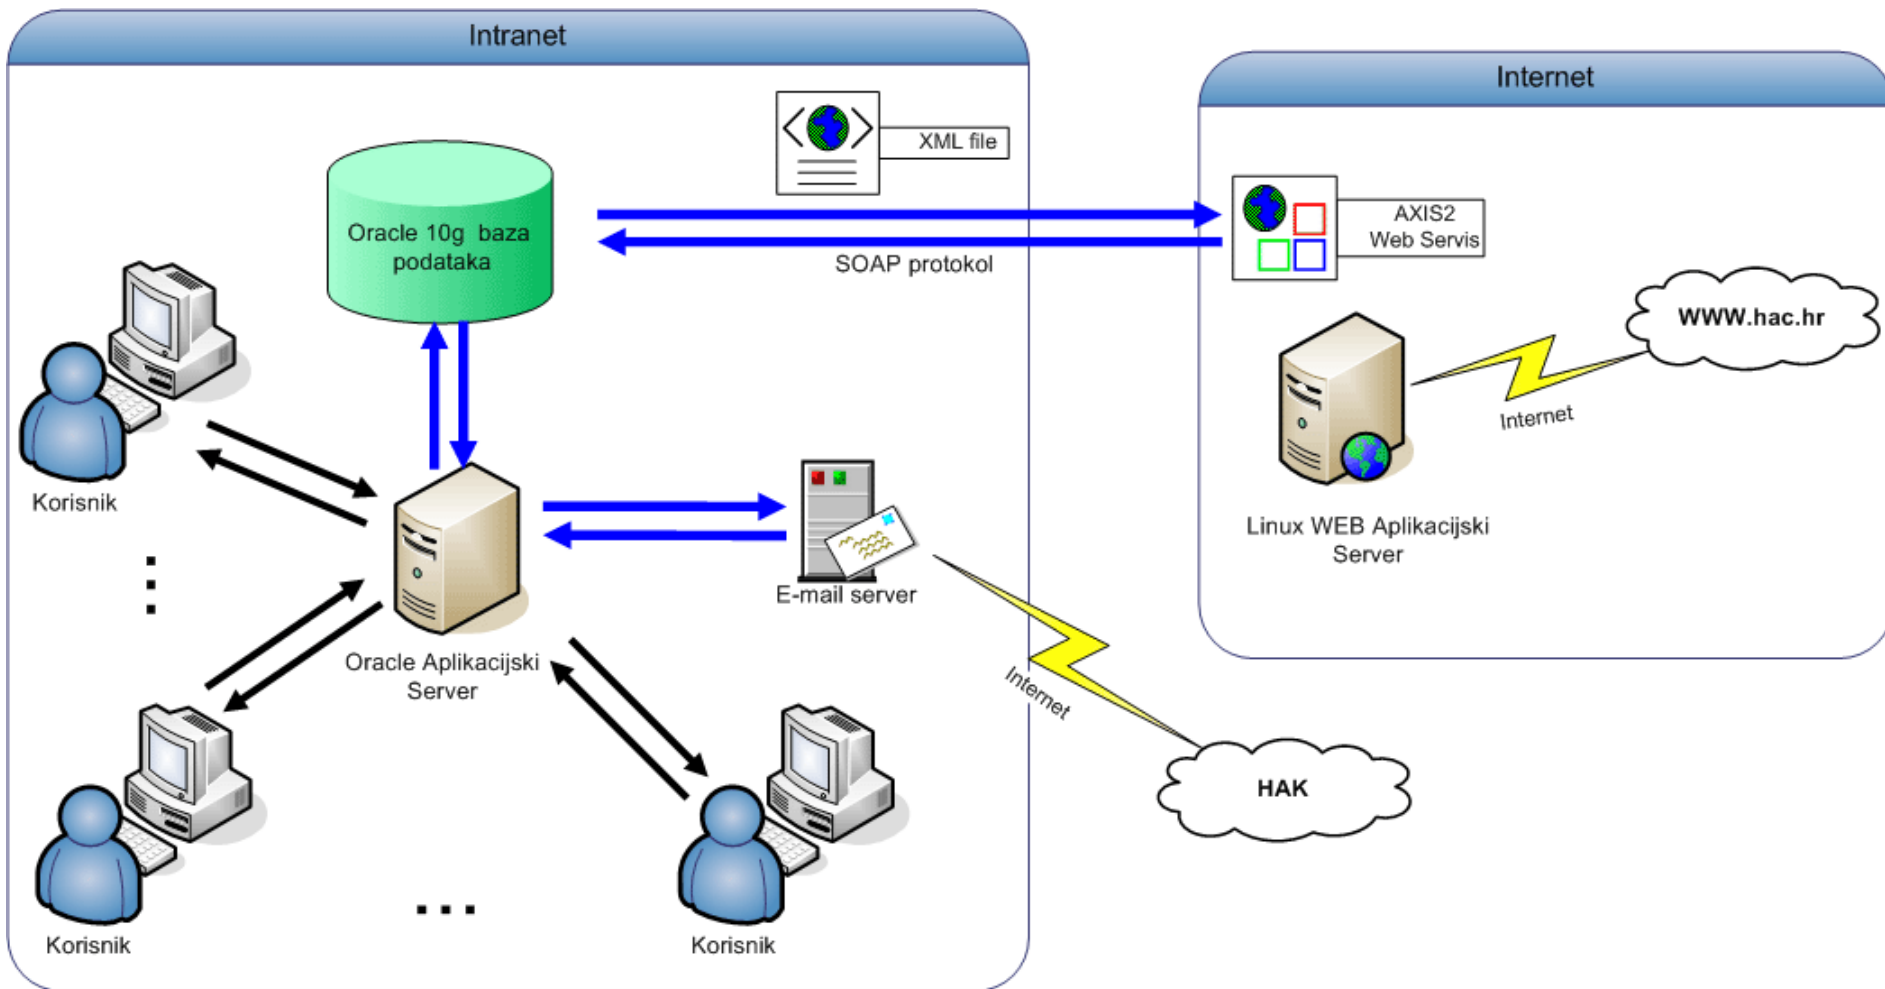 Intranet
Internet
XML file
Oracle 10g baza
podataka
AXIS2
Web Servis
SOAP protokol
WWW.hac.hr
Internet
Korisnik
Linux WEB Aplikacijski
Server
E-mail server
Oracle Aplikacijski
Server
Internet
HAK
Korisnik
Korisnik